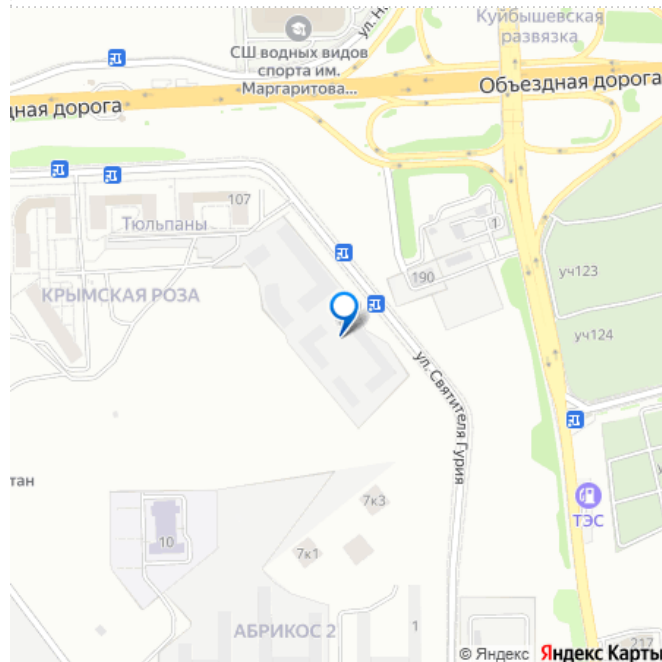 Куйбышевская
развязка
ул. Н
СШ водных видов
спорта им.
Маргаритова...
Объездная дорога
дная дорога
107
Тюльпаны
1
190
уч123
КРЫМСКАЯ РОЗА
уч124
ул. Святителя Гурия
тан
7к3
ТЭС
10
7к1
АБРИКОС 2
1
217
© Яндекс Яндекс Карты